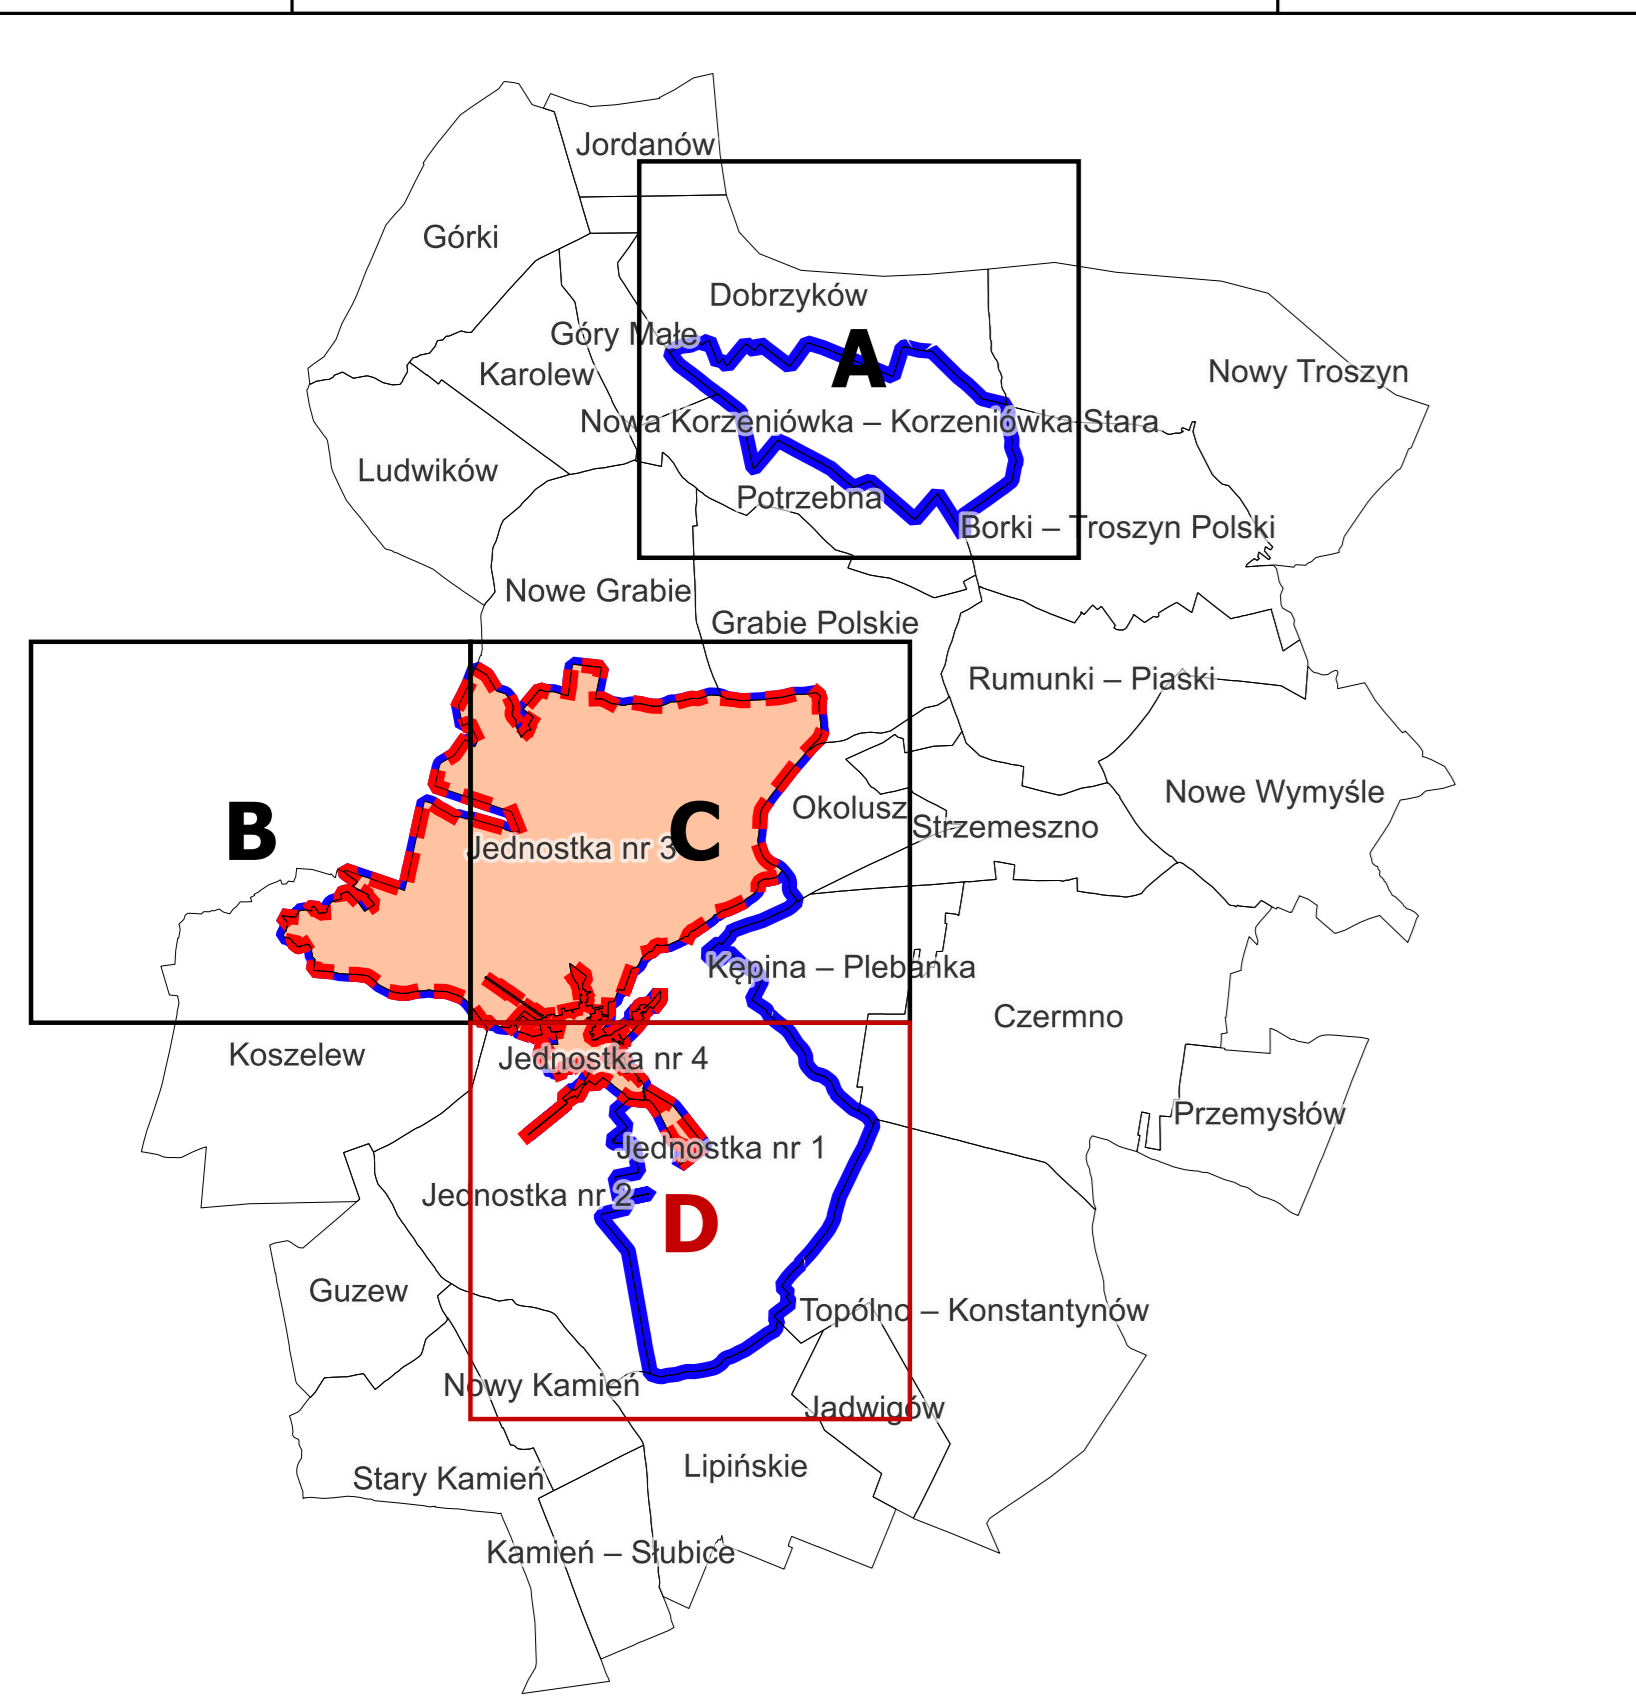 Jordanów
Górki
Dobrzyków
Góry Małe
A
Karolew
Nowy Troszyn
Nowa Korzeniówka – Korzeniówka Stara
Ludwików
Potrzebna
Borki – Troszyn Polski
Nowe Grabie
Grabie Polskie
Rumunki – Piaski
Nowe Wymyśle
Okolusz
Strzemeszno
B
C
Jednostka nr 3
Kępina – Plebanka
Czermno
Koszelew
Jednostka nr 4
Przemysłów
Jednostka nr 1
Jednostka nr 2
D
Guzew
Topólno – Konstantynów
Nowy Kamień
Jadwigów
Lipińskie
Stary Kamień
Kamień – Słubice